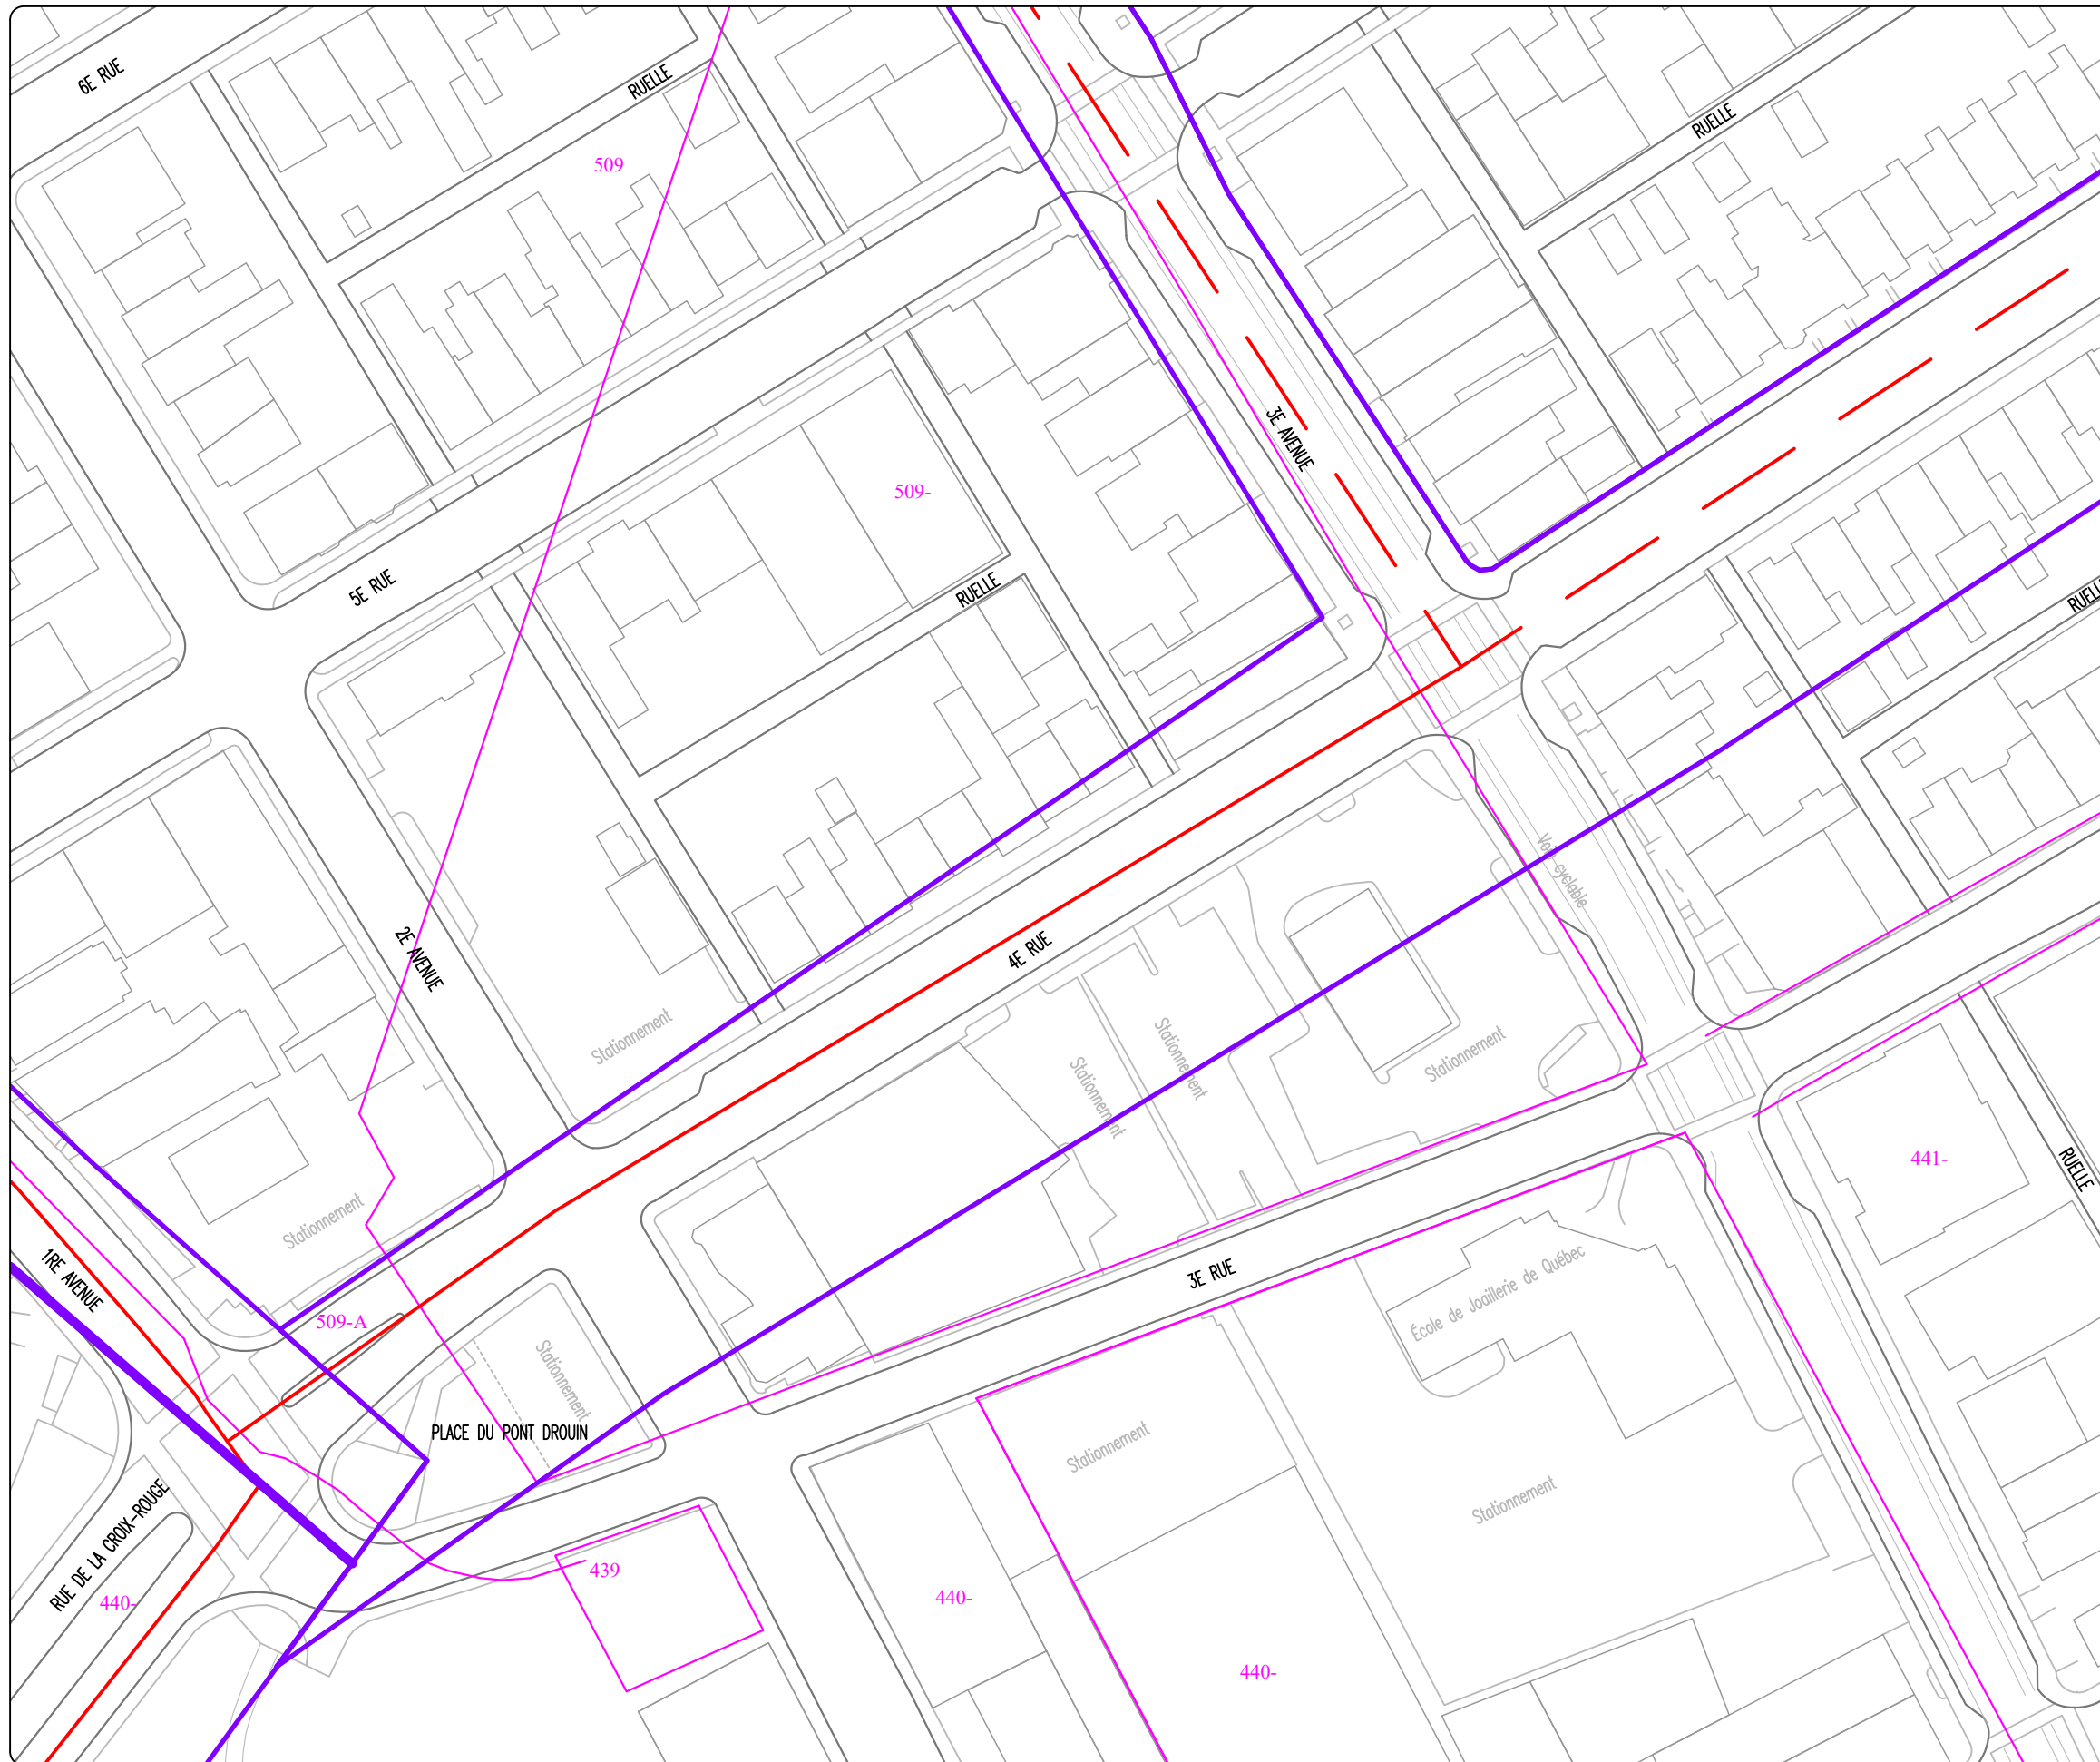 6E RUE
RUELLE
RUELLE
509
3E AVENUE
509-
5E RUE
RUELLE
2E AVENUE
4E RUE
Voie cyclable
Stationnement
Stationnement
Stationnement
Stationnement
441-
RUELLE
Stationnement
1RE AVENUE
3E RUE
École de Joaillerie de Québec
509-A
Stationnement
PLACE DU PONT DROUIN
Stationnement
Stationnement
RUE DE LA CROIX-ROUGE
439
440-
440-
440-